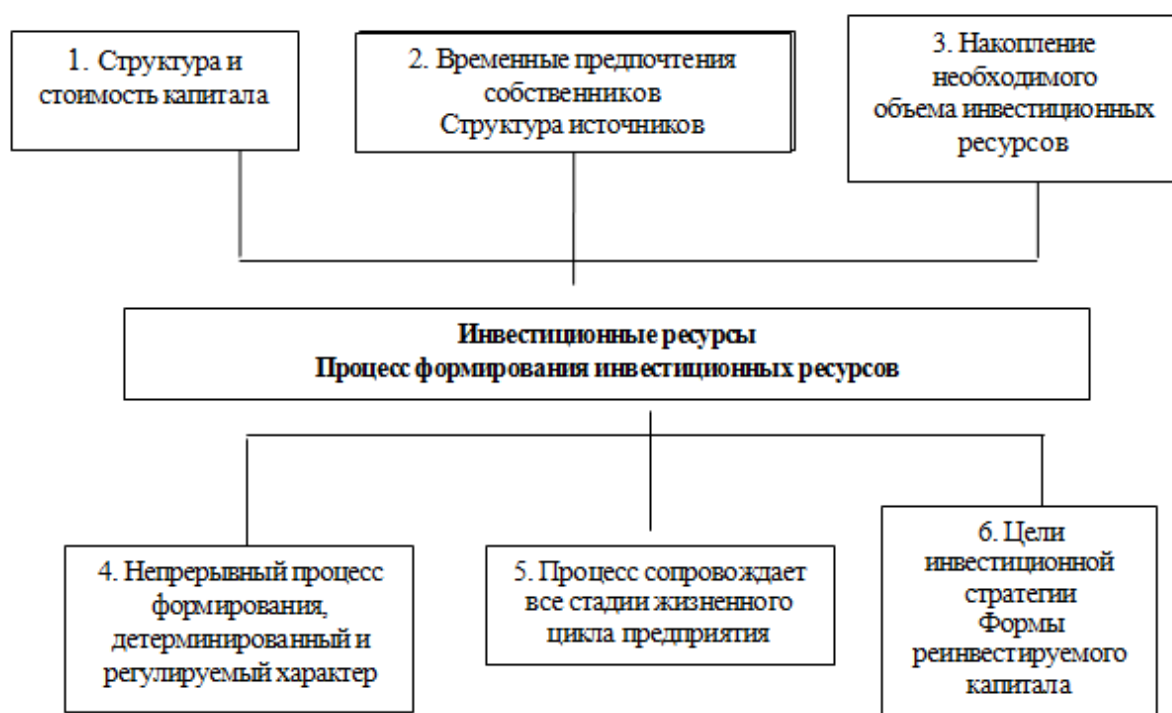 1. Структура и
стоимость капитала
2. Временные предпочтения
собственников
Структура источников
3. Накопление
необходимого
объема инвестиционных
ресурсов
Инвестиционные ресурсы
Процесс формирования инвестиционных ресурсов
4. Непрерывный процесс
формирования,
детерминированный и
регулируемый характер
5. Процесс сопровождает
все стадии жизненного
цикла предприятия
6. Цели
инвестиционной
стратегии
Формы
реинвестируемого
капитала